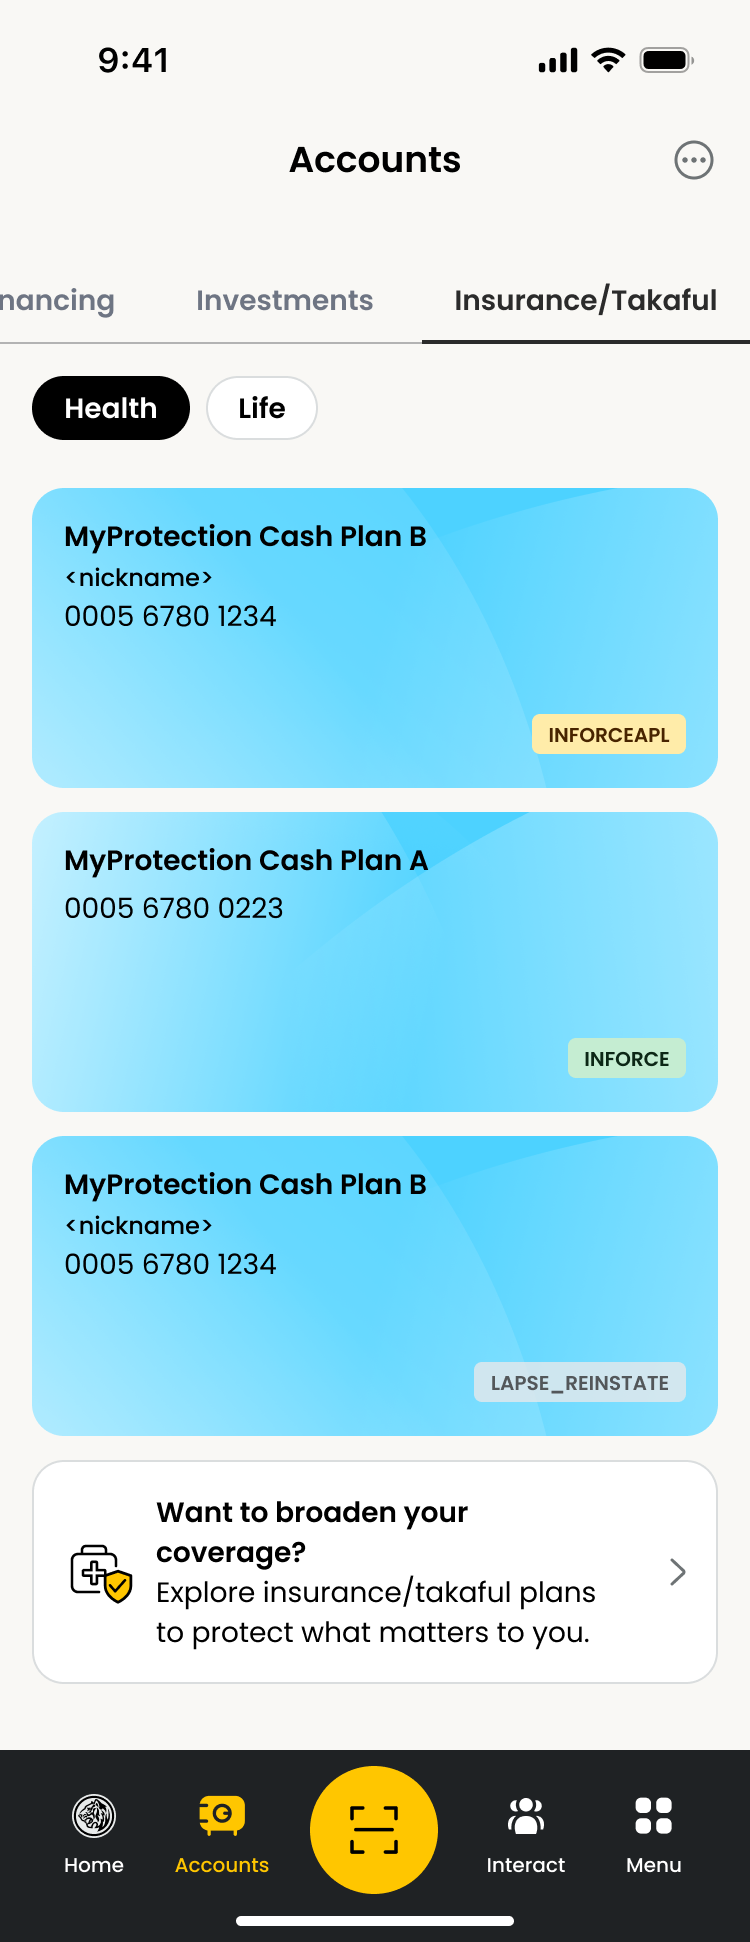 9:41
Accounts
nancing Investments Insurance/Takaful
Health Life
MyProtection Cash Plan B
<nickname>
0005 6780 1234
INFORCEAPL
MyProtection Cash Plan A
0005 6780 0223
INFORCE
MyProtection Cash Plan B
<nickname>
0005 6780 1234
LAPSE_REINSTATE
Want to broaden your
coverage?
Explore insurance/takaful plans
to protect what matters to you.
Home Accounts Interact Menu